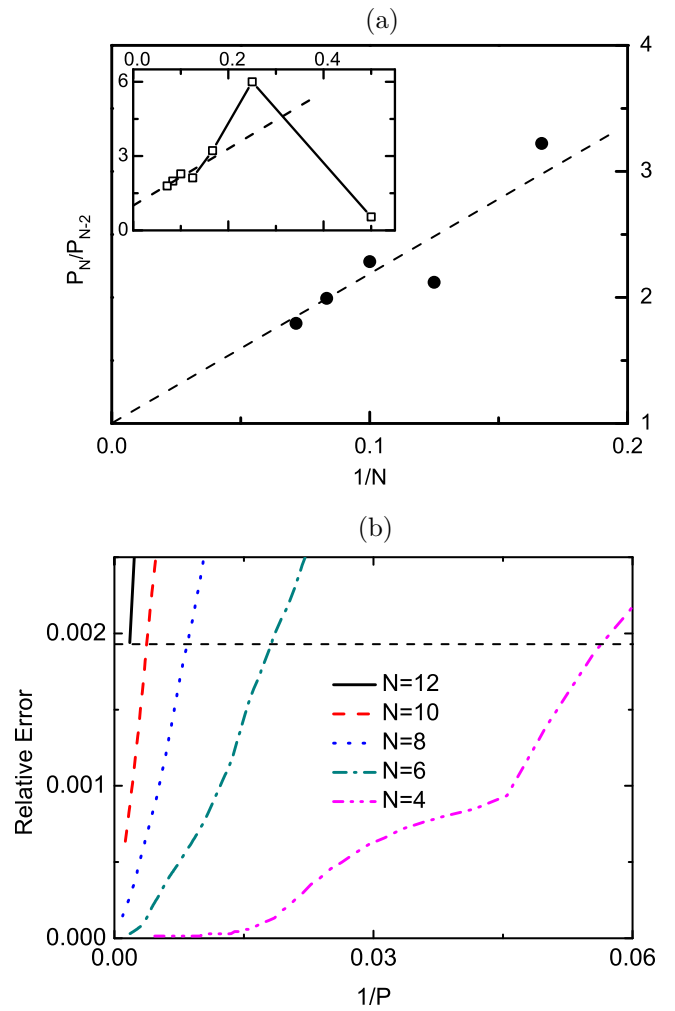 (a)
0.0 0.2 0.4
6
3
0
4
3
2
1
P_N/P_{N-2}
0.0 0.1 0.2
1/N
(b)
0.002
0.001
0.000
Relative Error
N=12
N=10
N=8
N=6
N=4
0.00 0.03 0.06
1/P